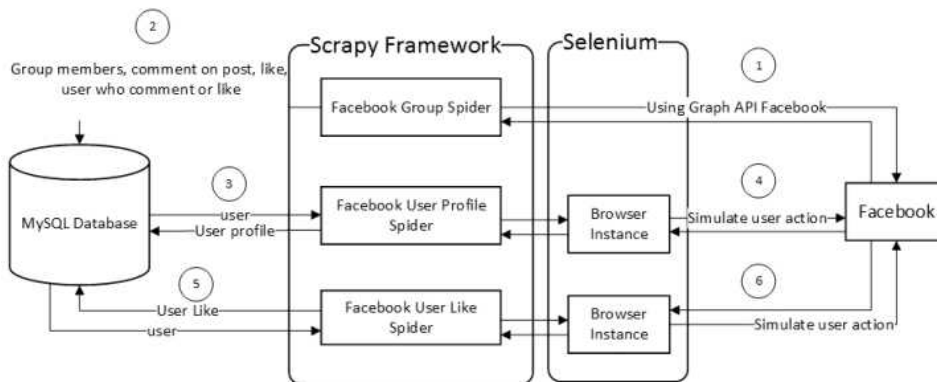 2
Scrapy Framework
Selenium
1
Group members, comment on post, like,
user who comment or like
Facebook Group Spider
Using Graph API Facebook
MySQL Database
3
user
User profile
Facebook User Profile
Spider
Browser
Instance
4
Simulate user action
Facebook
5
User Like
user
Facebook User Like
Spider
Browser
Instance
6
Simulate user action